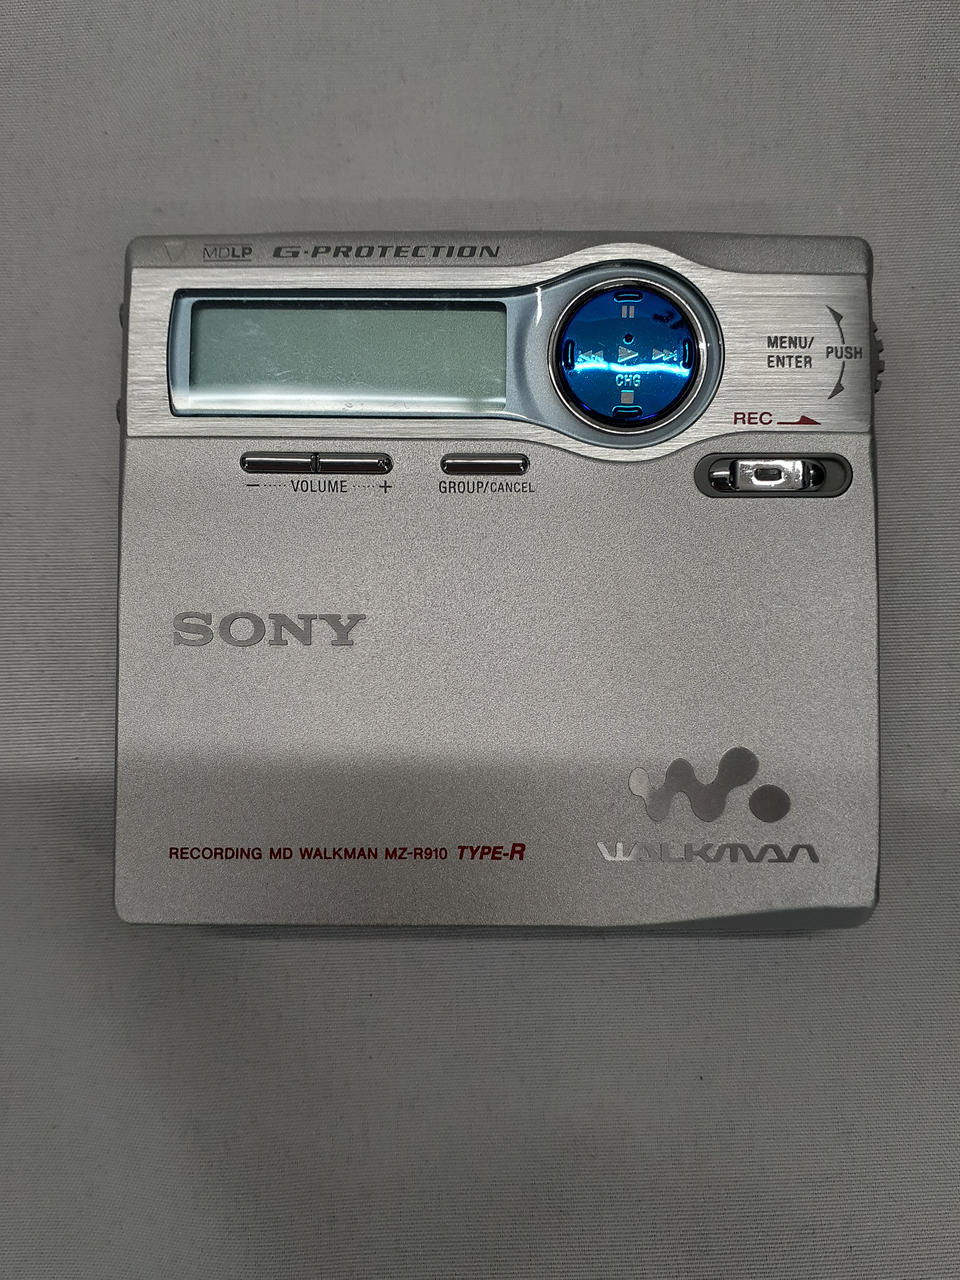 MDLP G-PROTECTION
MENU/
ENTER
PUSH
CHG
REC
− VOLUME +
GROUP/CANCEL
SONY
WALKMAN
RECORDING MD WALKMAN MZ-R910 TYPE-R